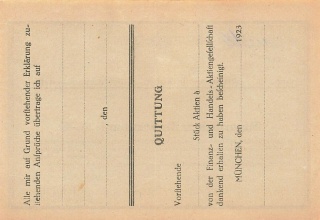 Alle mir auf Grund vorstehender Erklärung zu-
stehenden Ansprüche übertrage ich auf
, den
QUITTUNG
Vorstehende
Stück Aktien à
von der Finanz- und Handels-Aktiengesellschaft
dankend erhalten zu haben bescheinigt.
MÜNCHEN, den 1923